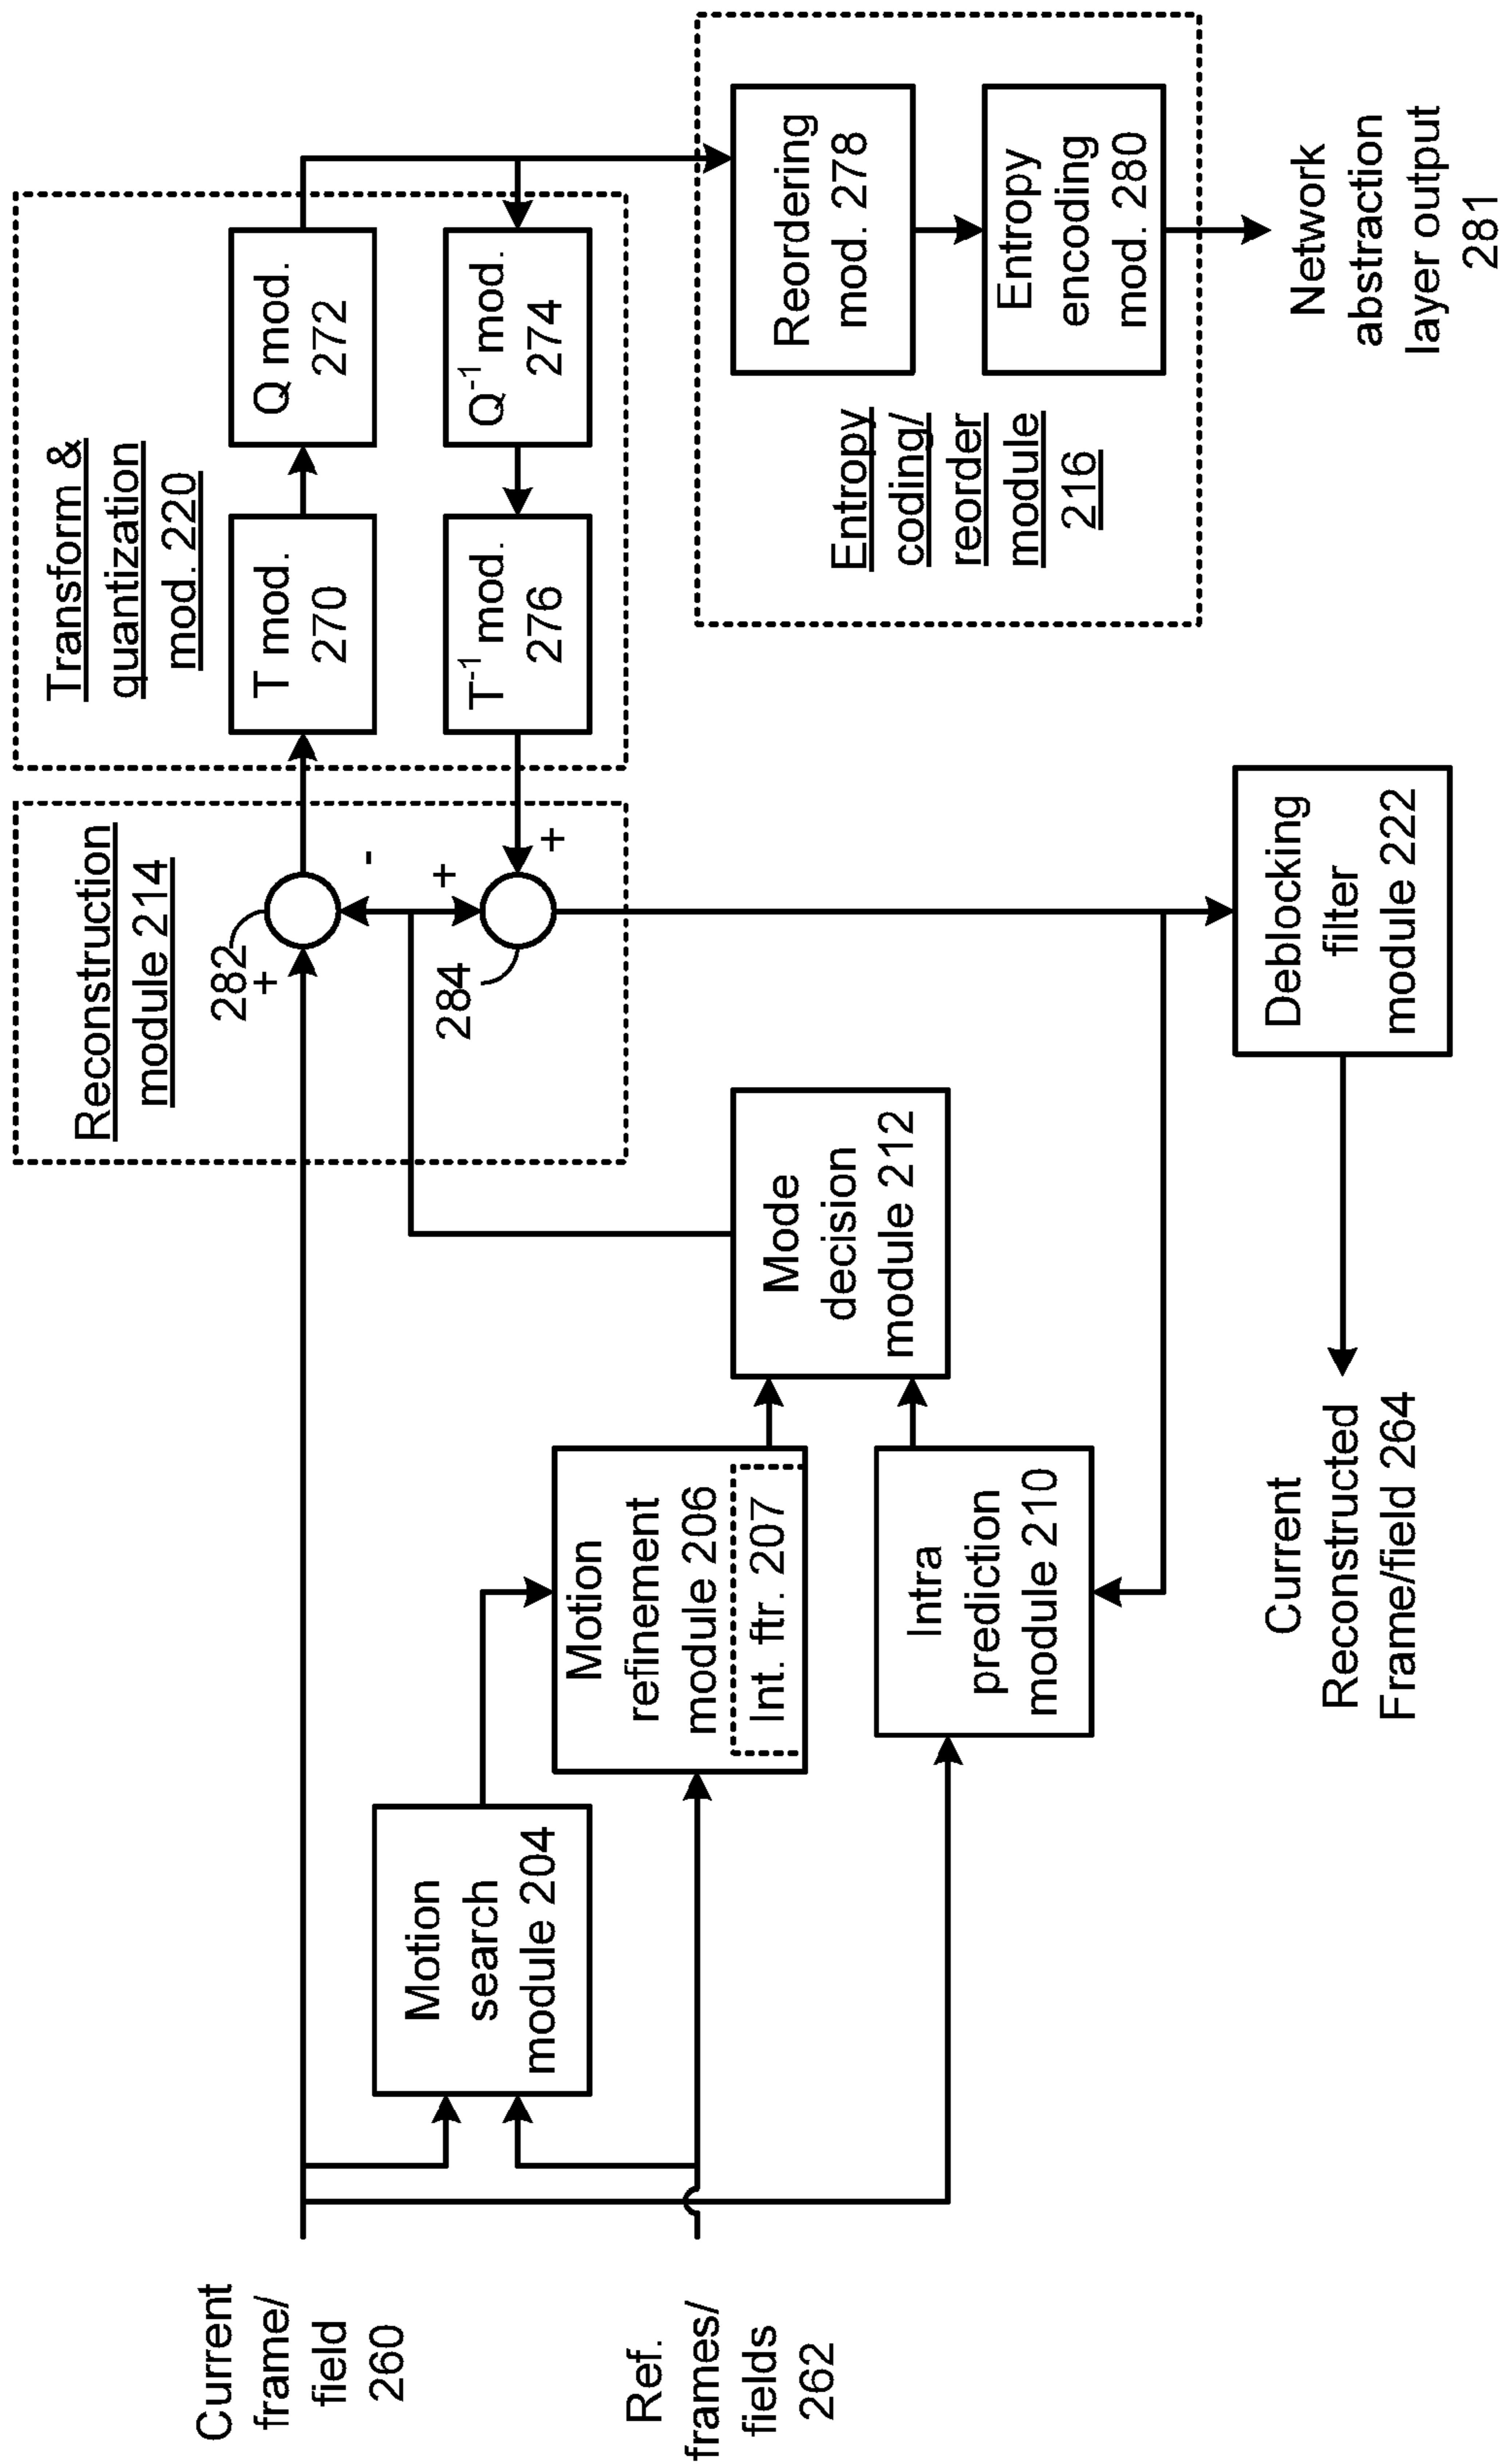 Current
frame/
field
260
Ref.
frames/
fields
262
Motion
search
module 204
Motion
refinement
module 206
Int. ftr. 207
Intra
prediction
module 210
Mode
decision
module 212
Reconstruction
module 214
282
+
-
+
+
284
Transform &
quantization
mod. 220
T mod.
270
Q mod.
272
T⁻¹ mod.
276
Q⁻¹ mod.
274
Entropy
coding/
reorder
module
216
Reordering
mod. 278
Entropy
encoding
mod. 280
Network
abstraction
layer output
281
Deblocking
filter
module 222
Current
Reconstructed
Frame/field 264